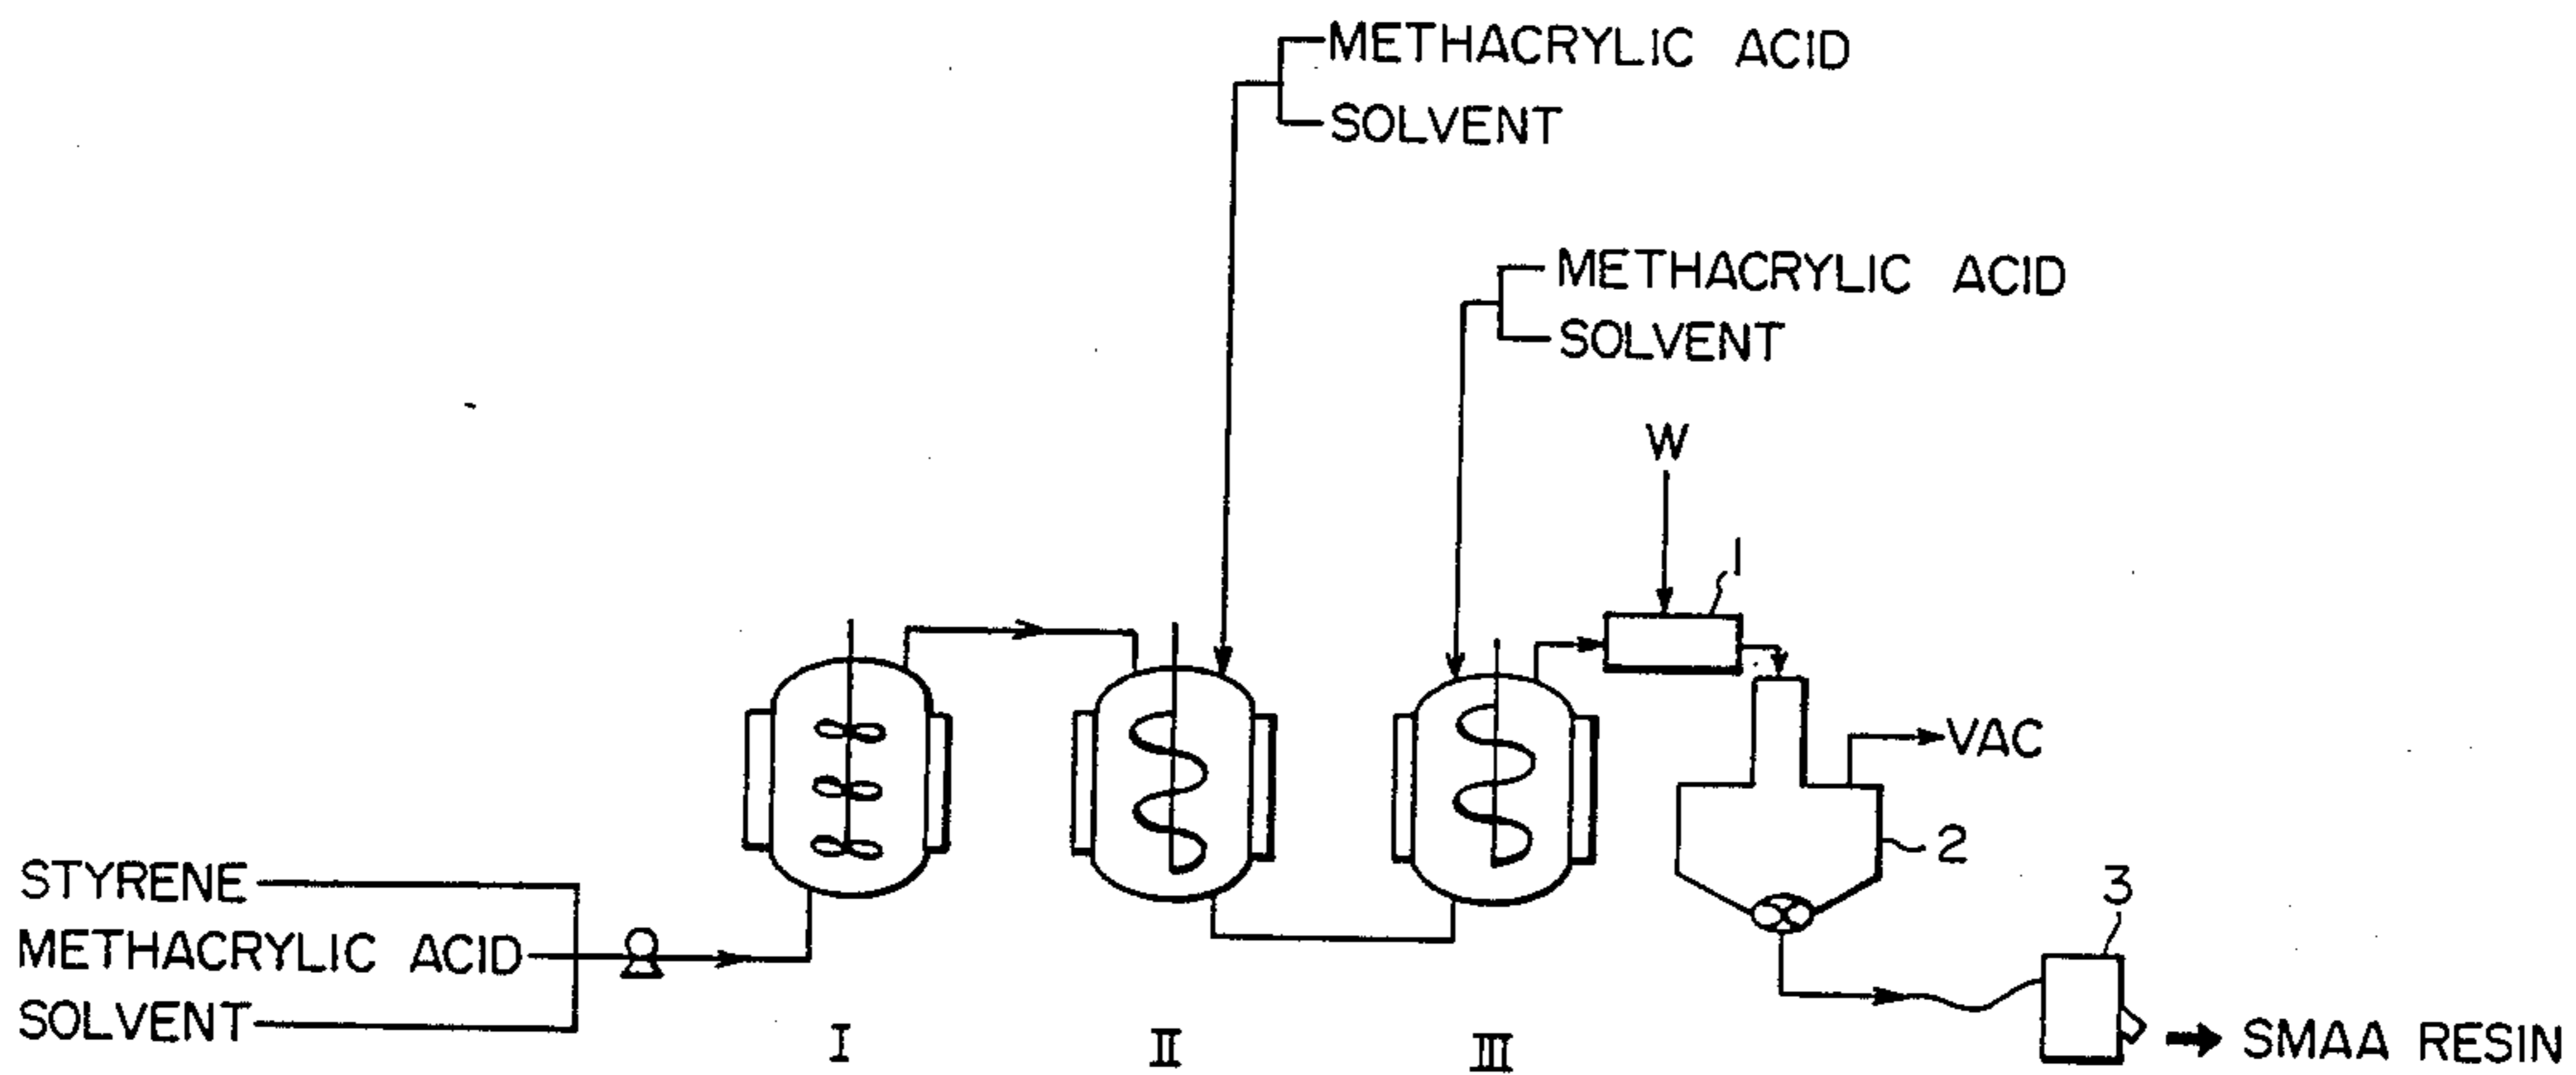 METHACRYLIC ACID
SOLVENT
METHACRYLIC ACID
SOLVENT
W
1
VAC
2
STYRENE
METHACRYLIC ACID
SOLVENT
3
I
II
III
SMAA RESIN